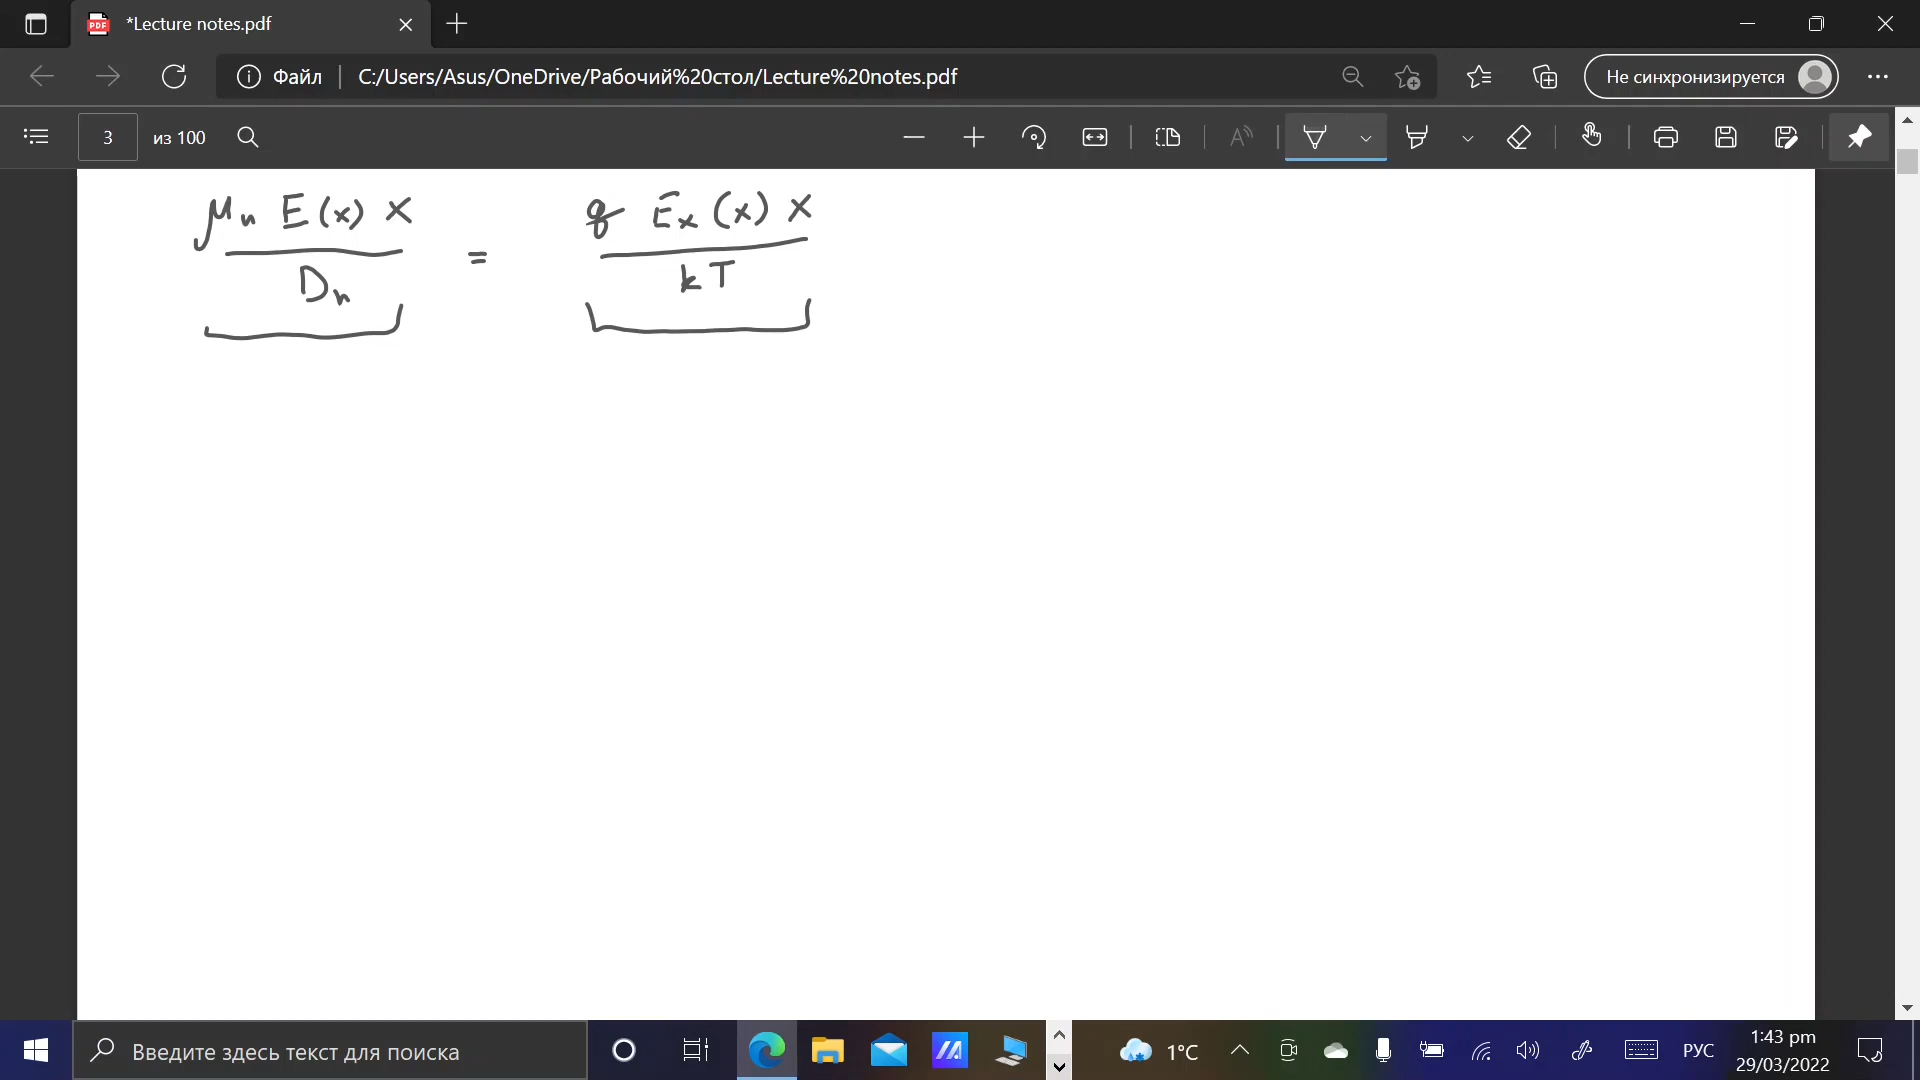 *Lecture notes.pdf
Файл C:/Users/Asus/OneDrive/Рабочий%20стол/Lecture%20notes.pdf Не синхронизируется
3 из 100
μn E(x) x / Dn = q Ex(x) x / kT
Введите здесь текст для поиска
1°C РУС 1:43 pm
29/03/2022